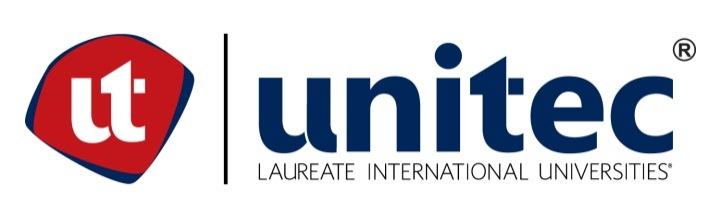 ut
unitec®
LAUREATE INTERNATIONAL UNIVERSITIES®